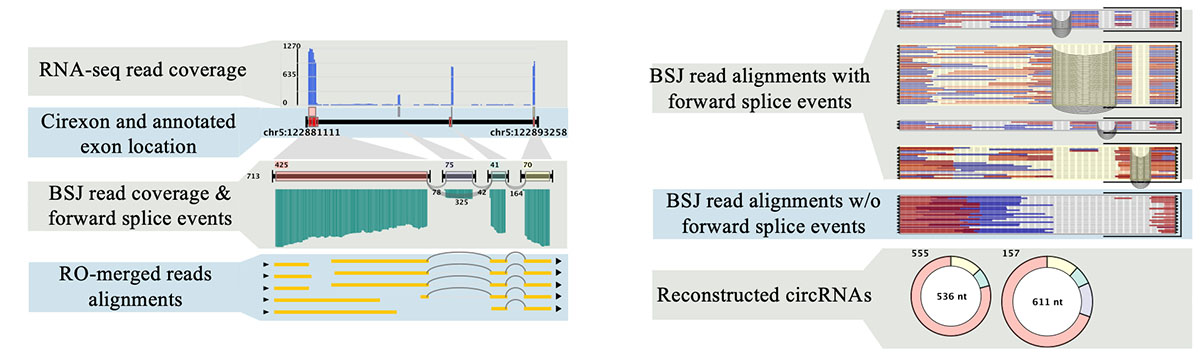 1270
635
0
RNA-seq read coverage
Cirexon and annotated
exon location
chr5:122881111
chr5:122893258
425
75
41
70
713
78
325
42
164
BSJ read coverage &
forward splice events
RO-merged reads
alignments
BSJ read alignments with
forward splice events
BSJ read alignments w/o
forward splice events
Reconstructed circRNAs
555
536 nt
157
611 nt